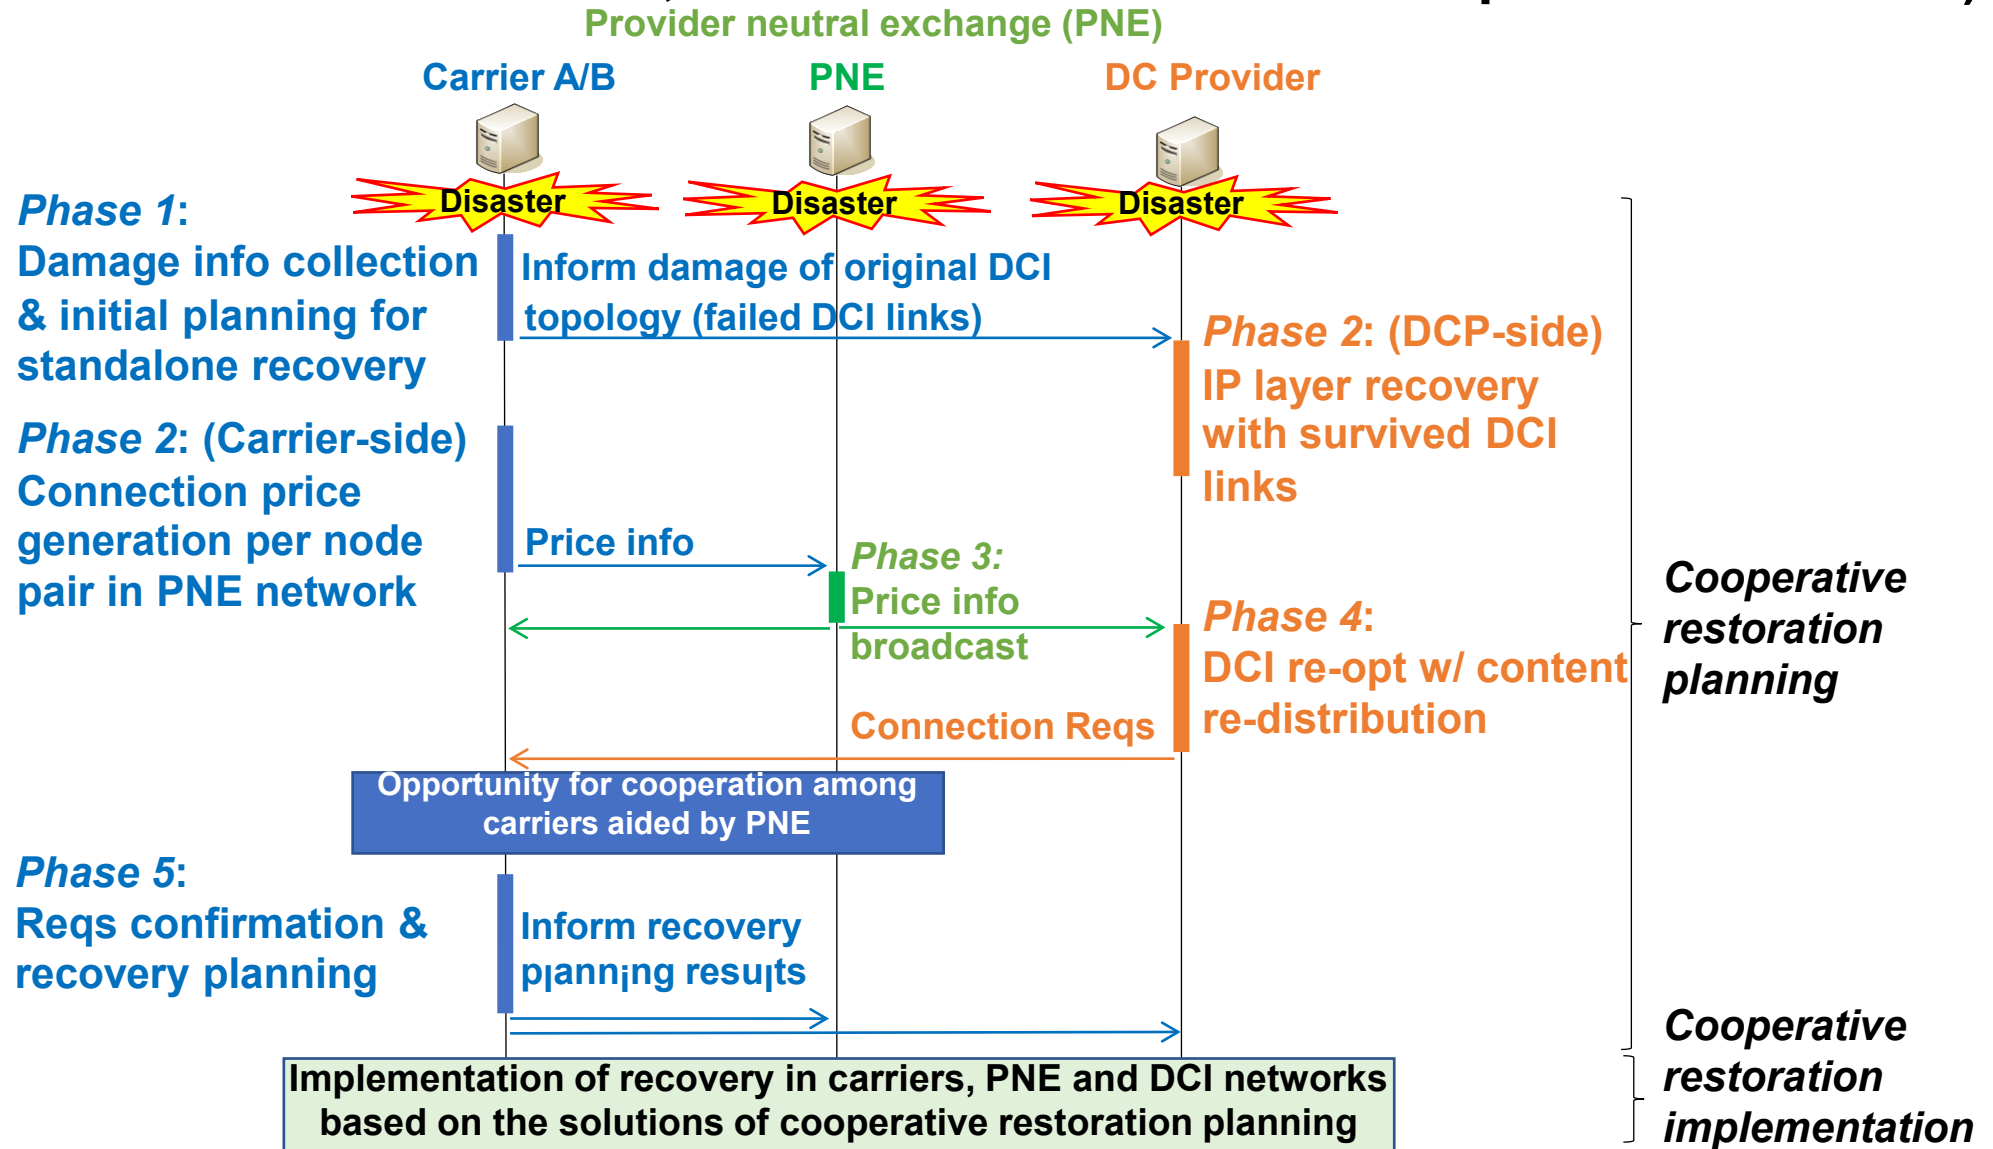 Provider neutral exchange (PNE)
Carrier A/B
PNE
DC Provider
Disaster
Disaster
Disaster
Phase 1:
Damage info collection
& initial planning for
standalone recovery
Inform damage of original DCI
topology (failed DCI links)
Phase 2: (DCP-side)
IP layer recovery
with survived DCI
links
Phase 2: (Carrier-side)
Connection price
generation per node
pair in PNE network
Price info
Phase 3:
Price info
broadcast
Phase 4:
DCI re-opt w/ content
re-distribution
Connection Reqs
Cooperative
restoration
planning
Opportunity for cooperation among
carriers aided by PNE
Phase 5:
Reqs confirmation &
recovery planning
Inform recovery
planning results
Cooperative
restoration
implementation
Implementation of recovery in carriers, PNE and DCI networks
based on the solutions of cooperative restoration planning